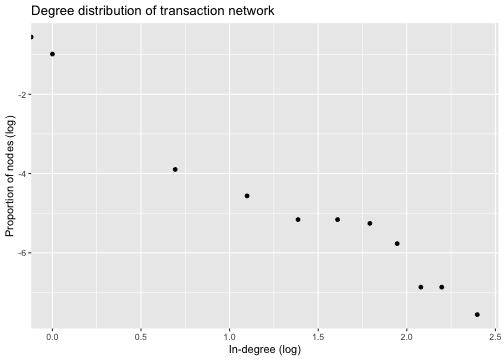 Degree distribution of transaction network
Proportion of nodes (log)
-2
-4
-6
0.0 0.5 1.0 1.5 2.0 2.5
In-degree (log)